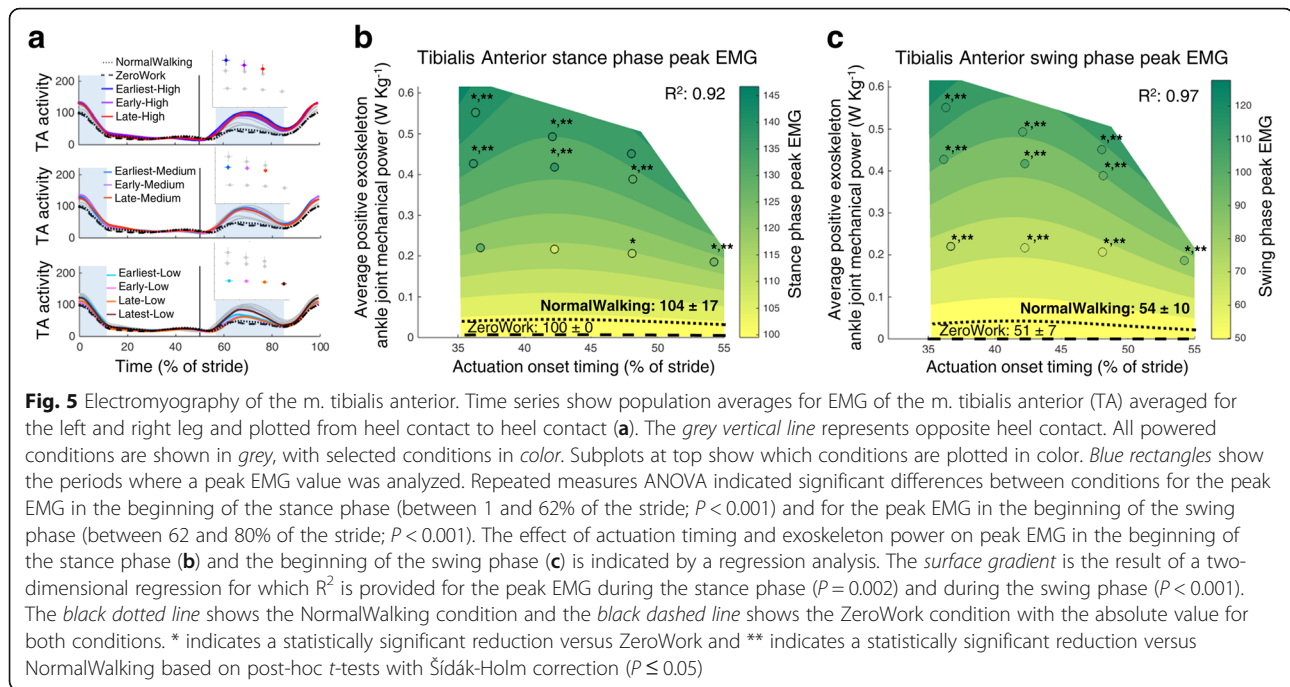 a
NormalWalking
ZeroWork
Earliest-High
Early-High
Late-High
TA activity
200
100
0
Earliest-Medium
Early-Medium
Late-Medium
TA activity
200
100
0
Earliest-Low
Early-Low
Late-Low
Latest-Low
TA activity
200
100
0
0 20 40 60 80 100
Time (% of stride)
b
Tibialis Anterior stance phase peak EMG
R²: 0.92
Average positive exoskeleton
ankle joint mechanical power (W Kg⁻¹)
0.6
0.5
0.4
0.3
0.2
0.1
0
*,**
*,**
*,**
*,**
*,**
*
*,**
NormalWalking: 104 ± 17
ZeroWork: 100 ± 0
35 40 45 50 55
Actuation onset timing (% of stride)
140
130
120
110
100
Stance phase peak EMG
c
Tibialis Anterior swing phase peak EMG
R²: 0.97
Average positive exoskeleton
ankle joint mechanical power (W Kg⁻¹)
0.6
0.5
0.4
0.3
0.2
0.1
0
*,**
*,**
*,**
*,**
*,**
*,**
*,**
*,**
*,**
*,**
NormalWalking: 54 ± 10
ZeroWork: 51 ± 7
35 40 45 50 55
Actuation onset timing (% of stride)
120
110
100
90
80
70
60
50
Swing phase peak EMG
Fig. 5 Electromyography of the m. tibialis anterior. Time series show population averages for EMG of the m. tibialis anterior (TA) averaged for
the left and right leg and plotted from heel contact to heel contact (a). The grey vertical line represents opposite heel contact. All powered
conditions are shown in grey, with selected conditions in color. Subplots at top show which conditions are plotted in color. Blue rectangles show
the periods where a peak EMG value was analyzed. Repeated measures ANOVA indicated significant differences between conditions for the peak
EMG in the beginning of the stance phase (between 1 and 62% of the stride; P < 0.001) and for the peak EMG in the beginning of the swing
phase (between 62 and 80% of the stride; P < 0.001). The effect of actuation timing and exoskeleton power on peak EMG in the beginning of
the stance phase (b) and the beginning of the swing phase (c) is indicated by a regression analysis. The surface gradient is the result of a two-
dimensional regression for which R² is provided for the peak EMG during the stance phase (P = 0.002) and during the swing phase (P < 0.001).
The black dotted line shows the NormalWalking condition and the black dashed line shows the ZeroWork condition with the absolute value for
both conditions. * indicates a statistically significant reduction versus ZeroWork and ** indicates a statistically significant reduction versus
NormalWalking based on post-hoc t-tests with Šídák-Holm correction (P ≤ 0.05)